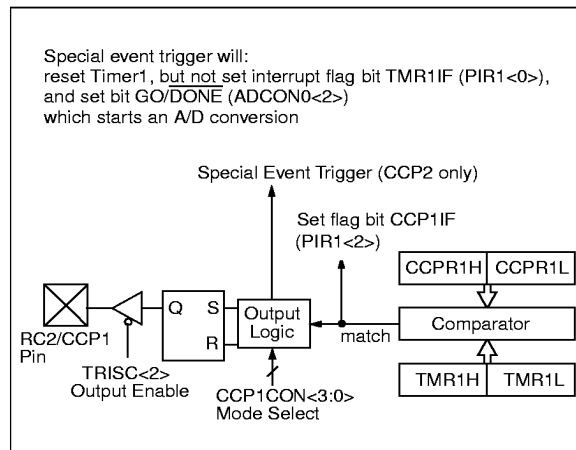 Special event trigger will:
reset Timer1, but not set interrupt flag bit TMR1IF (PIR1<0>),
and set bit GO/DONE (ADCON0<2>)
which starts an A/D conversion
Special Event Trigger (CCP2 only)
Set flag bit CCP1IF
(PIR1<2>)
CCPR1H CCPR1L
Q S Output
R Logic
match
Comparator
RC2/CCP1
Pin
TRISC<2>
Output Enable
CCP1CON<3:0>
Mode Select
TMR1H TMR1L